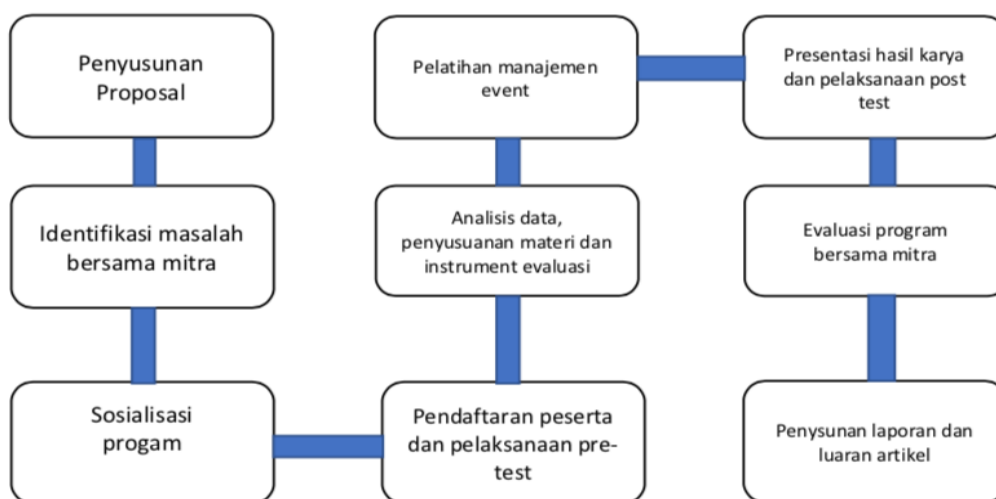 Penyusunan
Proposal
Identifikasi masalah
bersama mitra
Sosialisasi
progam
Pendaftaran peserta
dan pelaksanaan pre-
test
Analisis data,
penyusuanan materi dan
instrument evaluasi
Pelatihan manajemen
event
Presentasi hasil karya
dan pelaksanaan post
test
Evaluasi program
bersama mitra
Penysunan laporan dan
luaran artikel